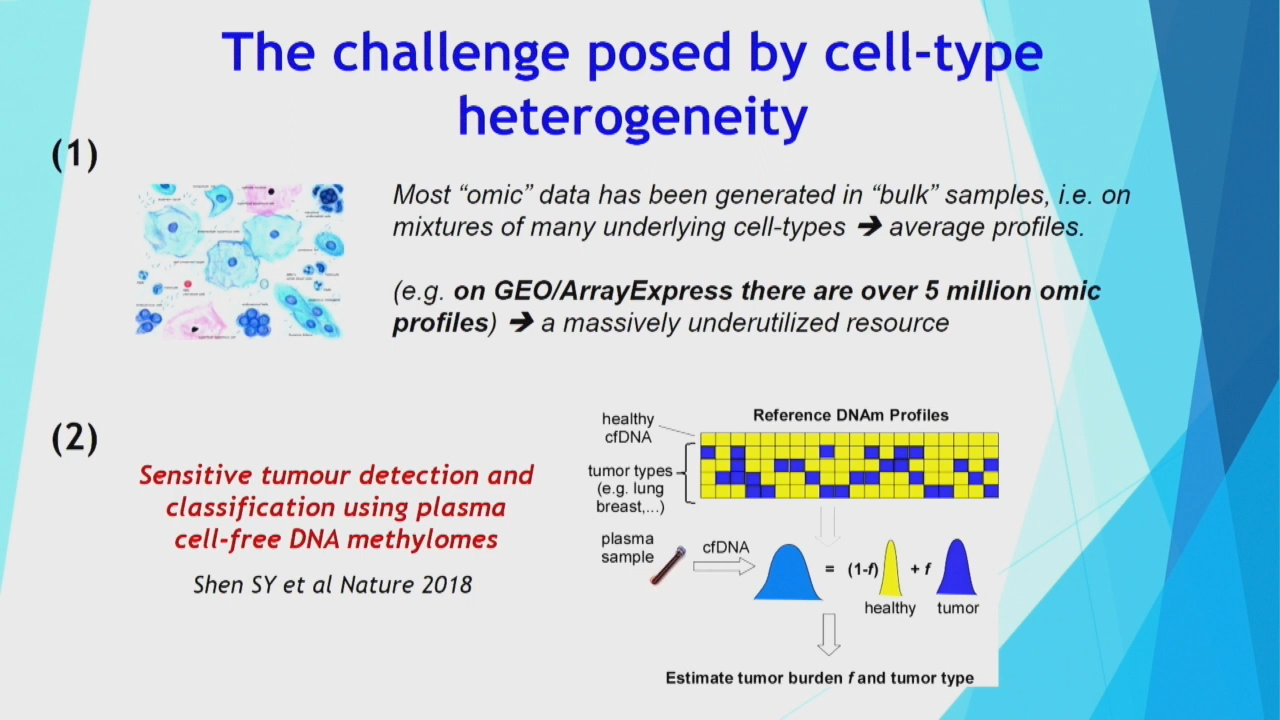 The challenge posed by cell-type
heterogeneity
(1)
Most “omic” data has been generated in “bulk” samples, i.e. on
mixtures of many underlying cell-types ➔ average profiles.
(e.g. on GEO/ArrayExpress there are over 5 million omic
profiles) ➔ a massively underutilized resource
(2)
Sensitive tumour detection and
classification using plasma
cell-free DNA methylomes
Shen SY et al Nature 2018
Reference DNAm Profiles
healthy
cfDNA
tumor types
(e.g. lung
breast,...)
plasma
sample
cfDNA
= (1-f) + f
healthy tumor
Estimate tumor burden f and tumor type